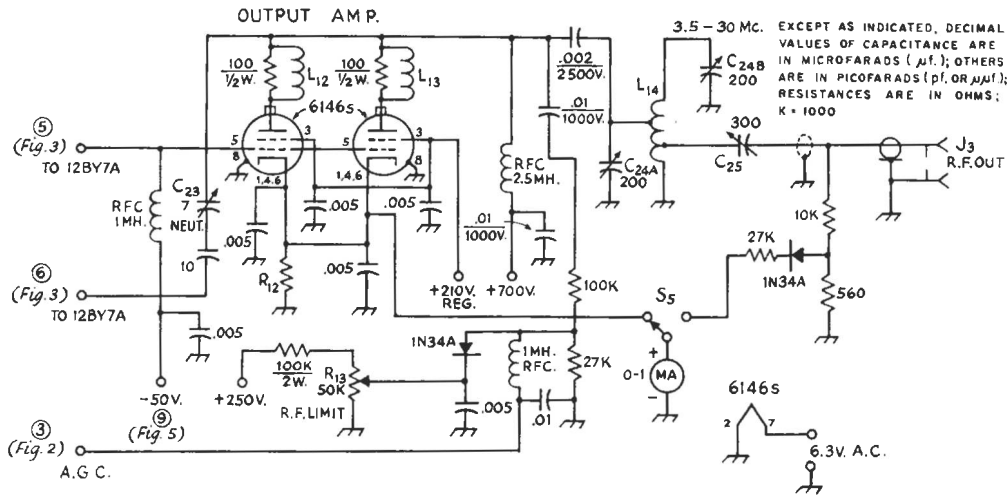 OUTPUT AMP.
3.5 – 30 Mc.
EXCEPT AS INDICATED, DECIMAL
VALUES OF CAPACITANCE ARE
IN MICROFARADS (µf.); OTHERS
ARE IN PICOFARADS (pf. OR µµf.);
RESISTANCES ARE IN OHMS;
K = 1000
100
1/2W.
L12
100
1/2W.
L13
.002
2500V.
C24B
200
L14
6146s
.01
1000V.
300
C25
J3
R.F. OUT
5
(Fig. 3)
TO 12BY7A
5
3
8
1,4,6
3
8
1,4,6
RFC
2.5MH.
C24A
200
RFC
1MH.
C23
7
NEUT.
.005
.005
.005
.01
1000V.
10K
27K
1N34A
560
10
R12
.005
+210V.
REG.
+700V.
100K
S5
6
(Fig. 3)
TO 12BY7A
.005
1N34A
1MH.
RFC.
27K
+
0-1
MA
–
100K
2W.
R13
50K
R.F. LIMIT
-50V.
+250V.
.005
.01
6146s
2
7
6.3V. A.C.
9
(Fig. 5)
3
(Fig. 2)
A.G.C.